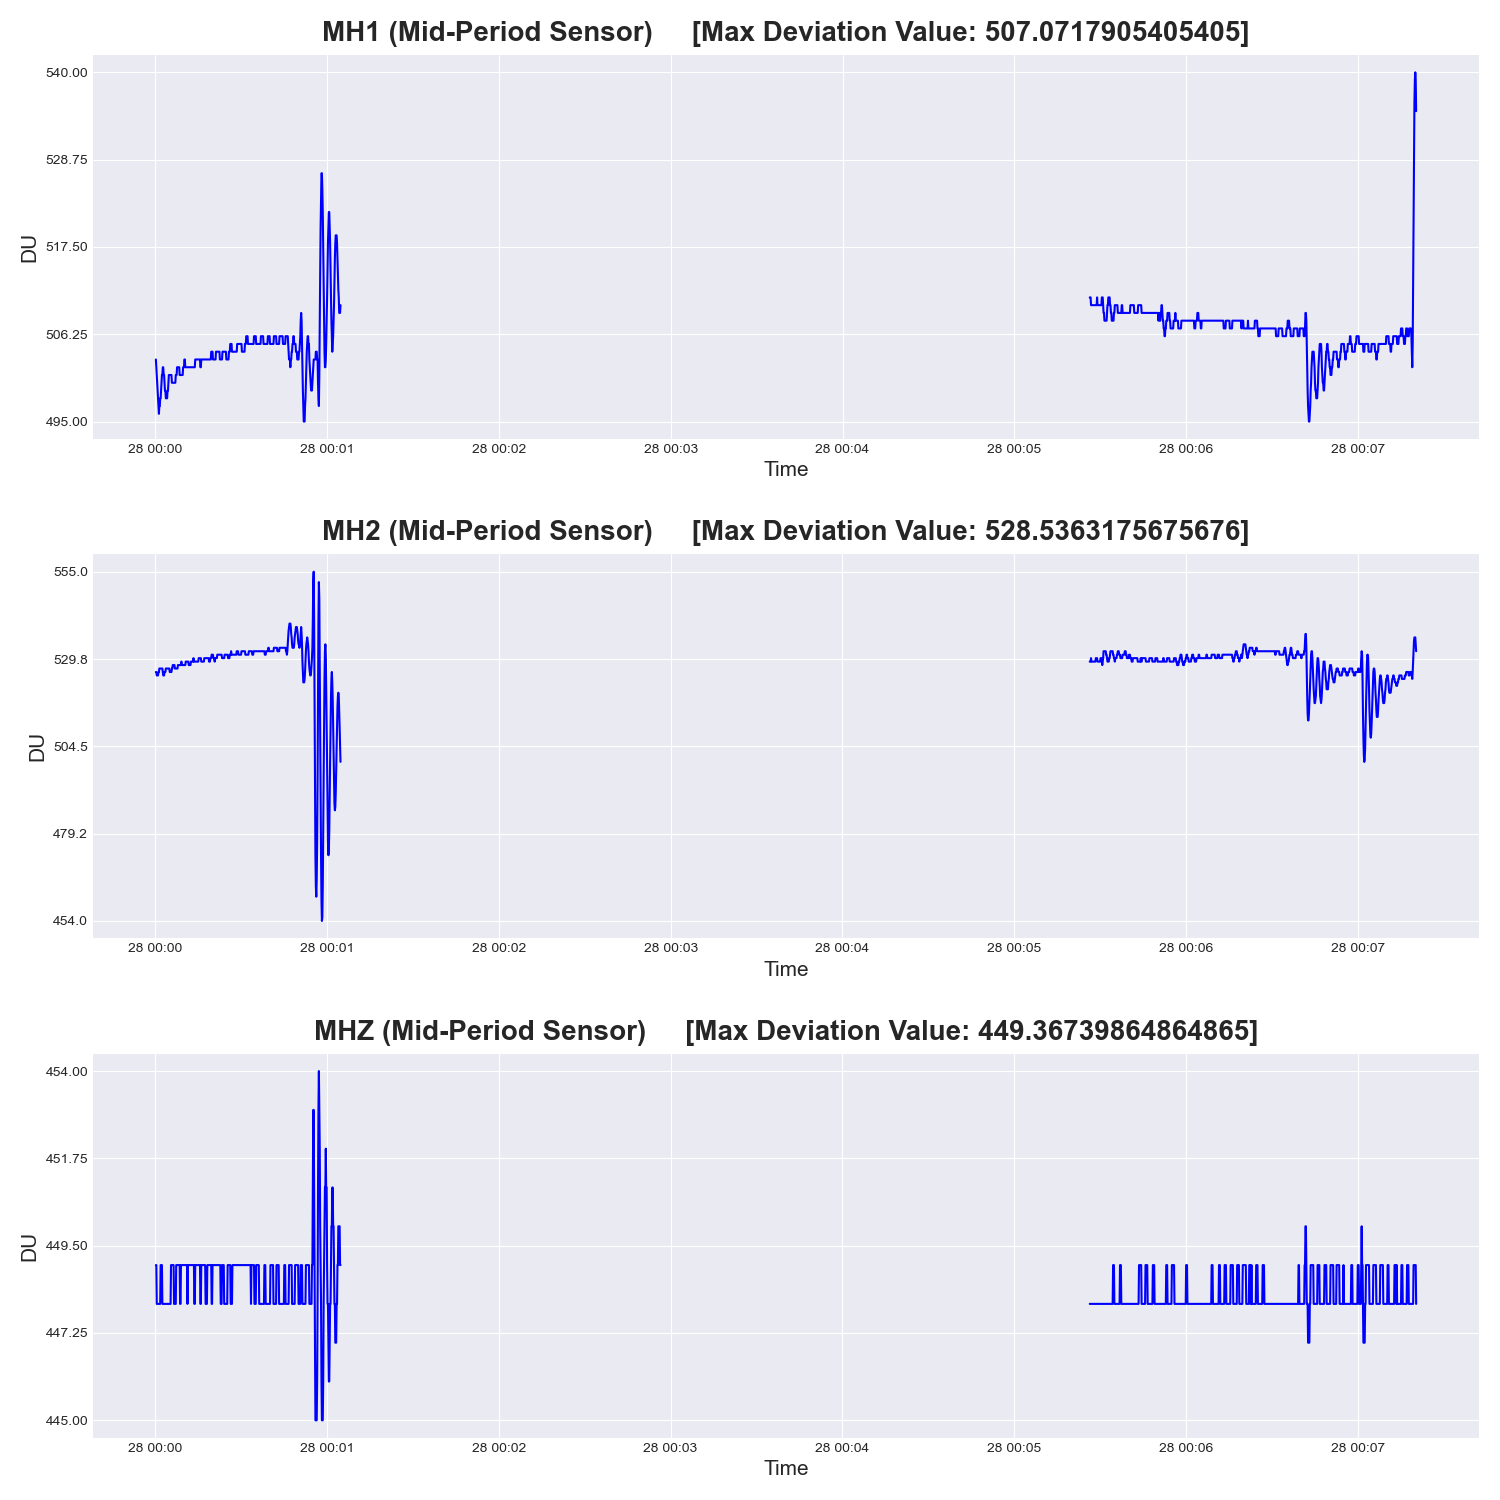 MH1 (Mid-Period Sensor) [Max Deviation Value: 507.0717905405405]
540.00
528.75
517.50
506.25
495.00
DU
28 00:00 28 00:01 28 00:02 28 00:03 28 00:04 28 00:05 28 00:06 28 00:07
Time
MH2 (Mid-Period Sensor) [Max Deviation Value: 528.5363175675676]
555.0
529.8
504.5
479.2
454.0
DU
28 00:00 28 00:01 28 00:02 28 00:03 28 00:04 28 00:05 28 00:06 28 00:07
Time
MHZ (Mid-Period Sensor) [Max Deviation Value: 449.36739864864865]
454.00
451.75
449.50
447.25
445.00
DU
28 00:00 28 00:01 28 00:02 28 00:03 28 00:04 28 00:05 28 00:06 28 00:07
Time